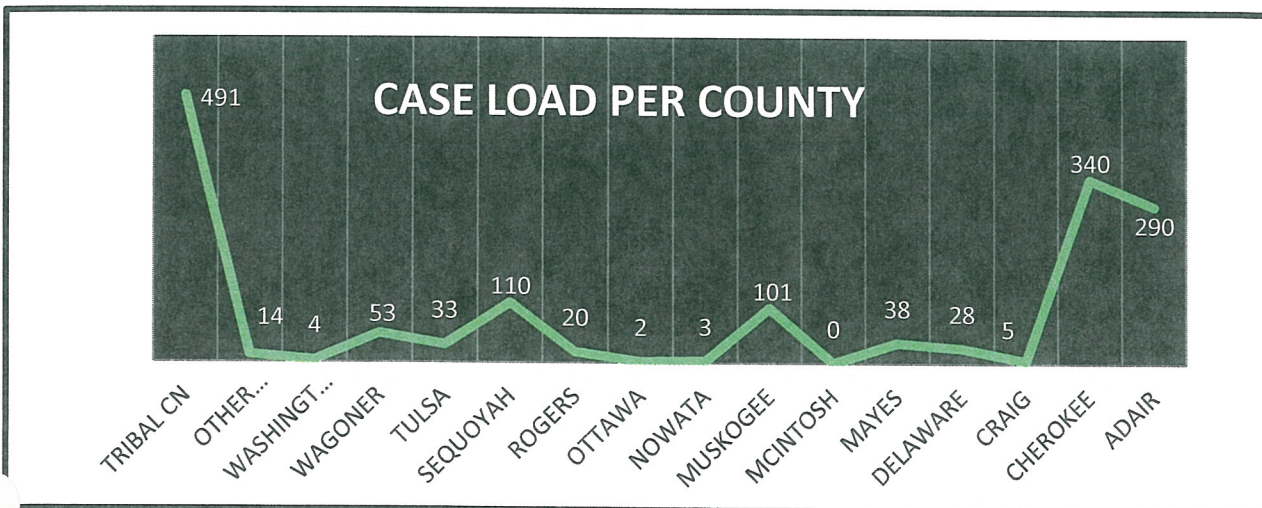 CASE LOAD PER COUNTY
491
14
4
53
33
110
20
2
3
101
0
38
28
5
340
290
TRIBAL CN
OTHER...
WASHINGT...
WAGONER
TULSA
SEQUOYAH
ROGERS
OTTAWA
NOWATA
MUSKOGEE
MCINTOSH
MAYES
DELAWARE
CRAIG
CHEROKEE
ADAIR